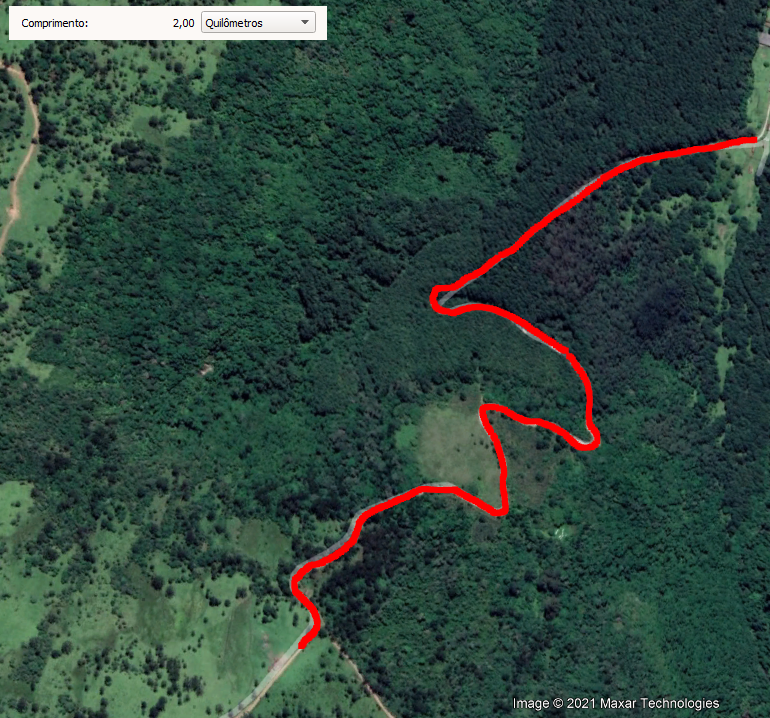 Comprimento: 2,00 Quilômetros
Image © 2021 Maxar Technologies